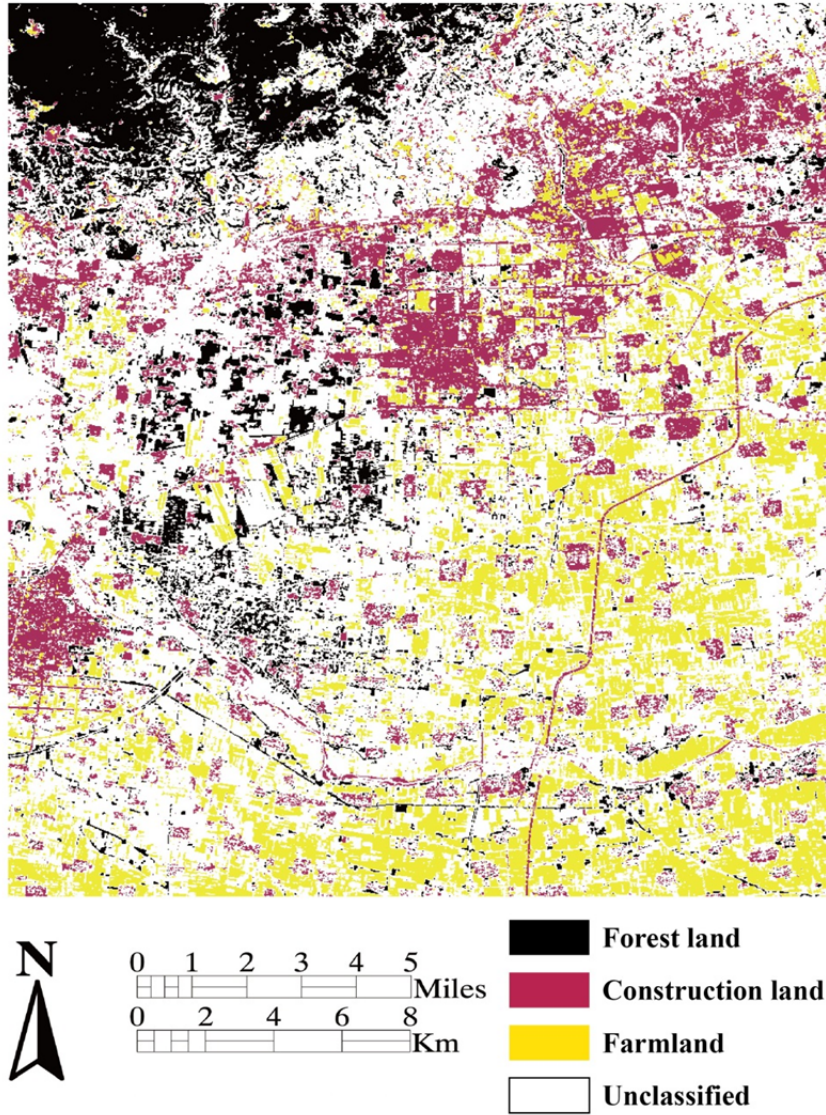 N
0 1 2 3 4 5
Miles
0 2 4 6 8
Km
Forest land
Construction land
Farmland
Unclassified